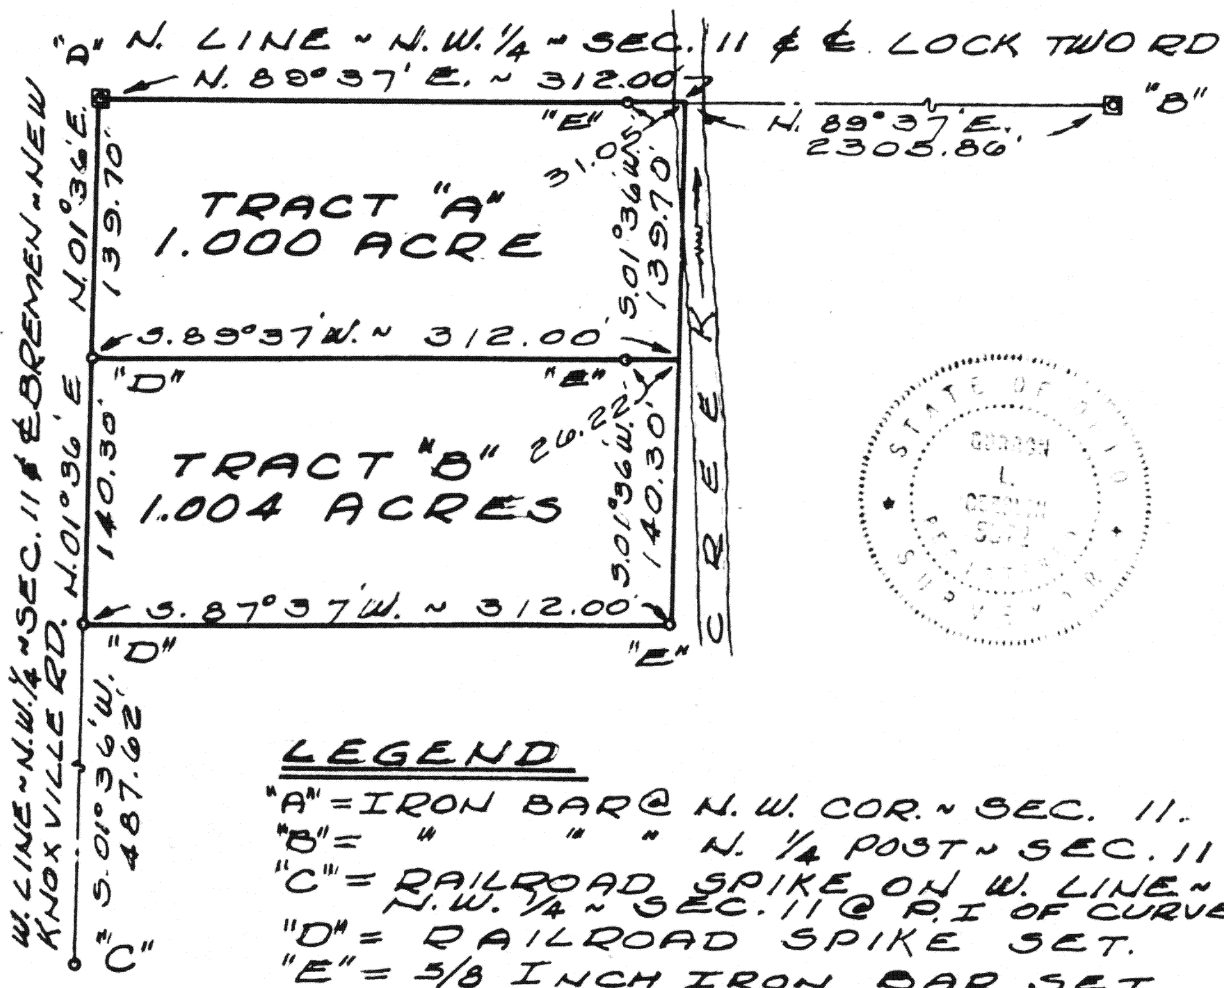 "D" N. LINE ~ N.W. 1/4 ~ SEC. 11 & ℄ LOCK TWO RD
N. 89°37' E. ~ 312.00'
"B"
"E"
N. 89°37' E.
2305.86'
31.05'
W. LINE ~ N.W. 1/4 ~ SEC. 11 & ℄ BREMEN ~ NEW
KNOXVILLE RD.
N. 01°36' E.
139.70'
TRACT "A"
1.000 ACRE
S. 01°36' W.
139.70'
S. 89°37' W. ~ 312.00'
"D"
"E"
26.22'
N. 01°36' E
140.30'
TRACT "B"
1.004 ACRES
S. 01°36' W.
140.30'
CREEK
S. 87°37' W. ~ 312.00'
"D"
"E"
STATE OF OHIO
L.
SURVEYOR
S. 01°36' W.
487.62'
"C"
LEGEND
"A" = IRON BAR @ N.W. COR. ~ SEC. 11.
"B" = " " " N. 1/4 POST ~ SEC. 11
"C" = RAILROAD SPIKE ON W. LINE ~
N.W. 1/4 ~ SEC. 11 @ P.I OF CURVE
"D" = RAILROAD SPIKE SET.
"E" = 5/8 INCH IRON BAR SET